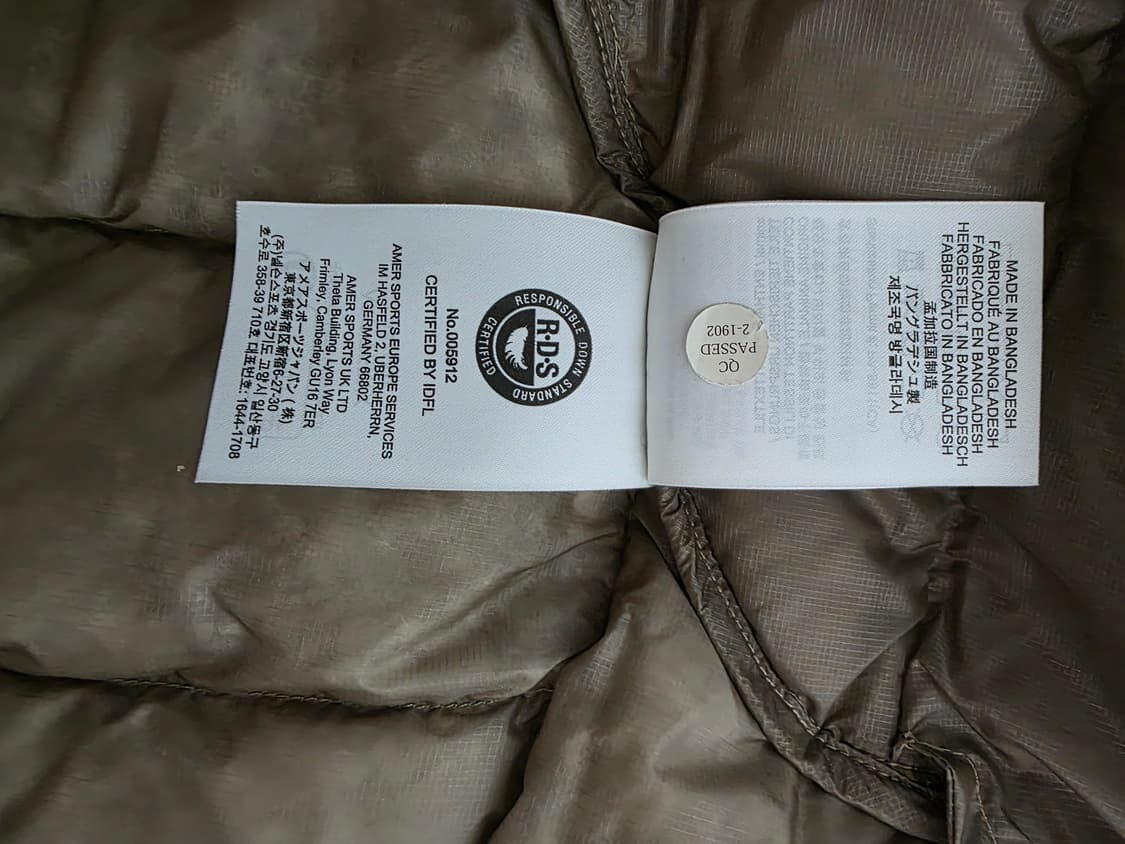 MADE IN BANGLADESH
FABRIQUÉ AU BANGLADESH
FABRICADO EN BANGLADESH
HERGESTELLT IN BANGLADESCH
FABBRICATO IN BANGLADESH
孟加拉国制造
バングラデシュ製
제조국명 방글라데시
QC
PASSED
2-1902
RESPONSIBLE DOWN STANDARD
R·D·S
CERTIFIED
No.005912
CERTIFIED BY IDFL
AMER SPORTS EUROPE SERVICES
IM HASFELD 2, UBERHERRN,
GERMANY 66802
AMER SPORTS UK LTD
Theta Building, Lyon Way
Frimley, Camberley GU16 7ER
アメアスポーツジャパン(株)
東京都新宿区新宿6-27-30
(주)넬슨스포츠 경기도 고양시 일산동구
호수로 358-39 710호 대표번호.: 1644-1708